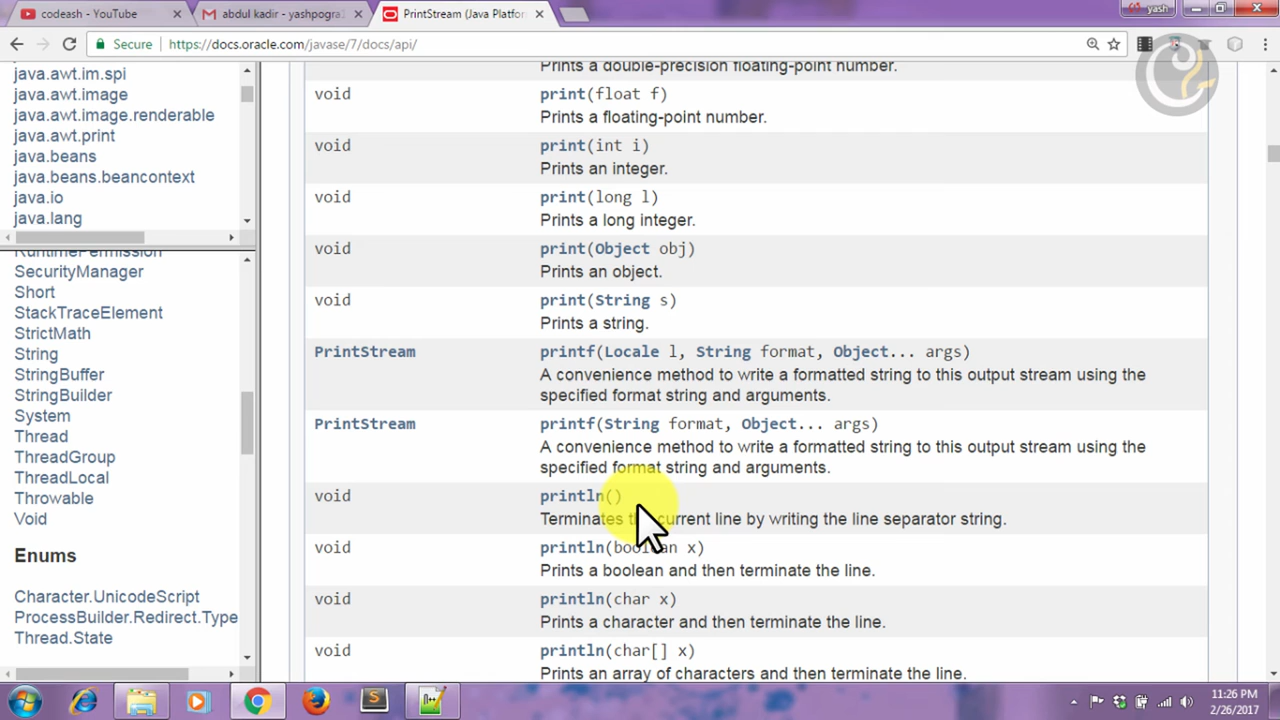 codeash - YouTube
abdul kadir - yashpogra
PrintStream (Java Platfor
yash
Secure
https://docs.oracle.com/javase/7/docs/api/
java.awt.im.spi
java.awt.image
java.awt.image.renderable
java.awt.print
java.beans
java.beans.beancontext
java.io
java.lang
RuntimePermission
SecurityManager
Short
StackTraceElement
StrictMath
String
StringBuffer
StringBuilder
System
Thread
ThreadGroup
ThreadLocal
Throwable
Void
Enums
Character.UnicodeScript
ProcessBuilder.Redirect.Type
Thread.State
Prints a double-precision floating-point number.
void print(float f)
Prints a floating-point number.
void print(int i)
Prints an integer.
void print(long l)
Prints a long integer.
void print(Object obj)
Prints an object.
void print(String s)
Prints a string.
PrintStream printf(Locale l, String format, Object... args)
A convenience method to write a formatted string to this output stream using the
specified format string and arguments.
PrintStream printf(String format, Object... args)
A convenience method to write a formatted string to this output stream using the
specified format string and arguments.
void println()
Terminates the current line by writing the line separator string.
void println(boolean x)
Prints a boolean and then terminate the line.
void println(char x)
Prints a character and then terminate the line.
void println(char[] x)
Prints an array of characters and then terminate the line.
11:26 PM
2/26/2017